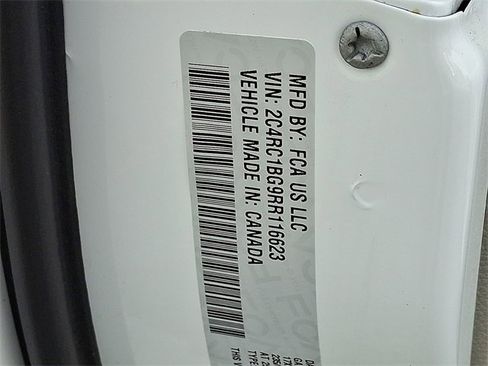 MFD BY: FCA US LLC
VIN: 2C4RC1BG9RR116623
VEHICLE MADE IN: CANADA